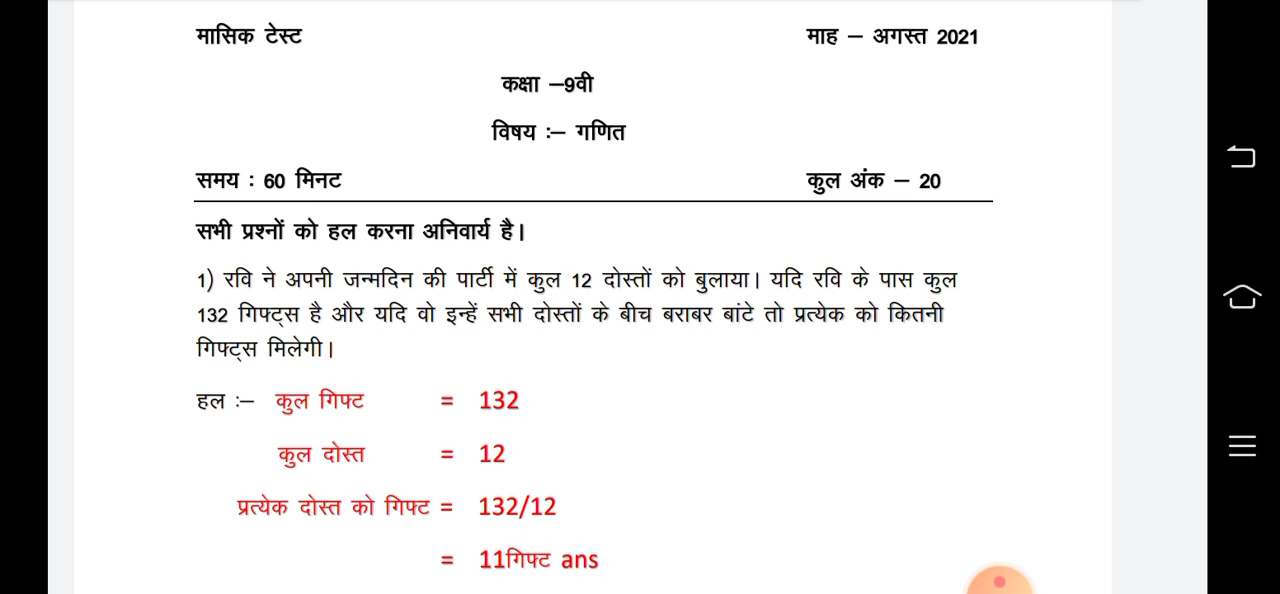 मासिक टेस्ट माह – अगस्त 2021
कक्षा –9वी
विषय :– गणित
समय : 60 मिनट कुल अंक – 20
सभी प्रश्नों को हल करना अनिवार्य है।
1) रवि ने अपनी जन्मदिन की पार्टी में कुल 12 दोस्तों को बुलाया। यदि रवि के पास कुल
132 गिफ्ट्स है और यदि वो इन्हें सभी दोस्तों के बीच बराबर बांटे तो प्रत्येक को कितनी
गिफ्ट्स मिलेगी।
हल :– कुल गिफ्ट = 132
कुल दोस्त = 12
प्रत्येक दोस्त को गिफ्ट = 132/12
= 11गिफ्ट ans